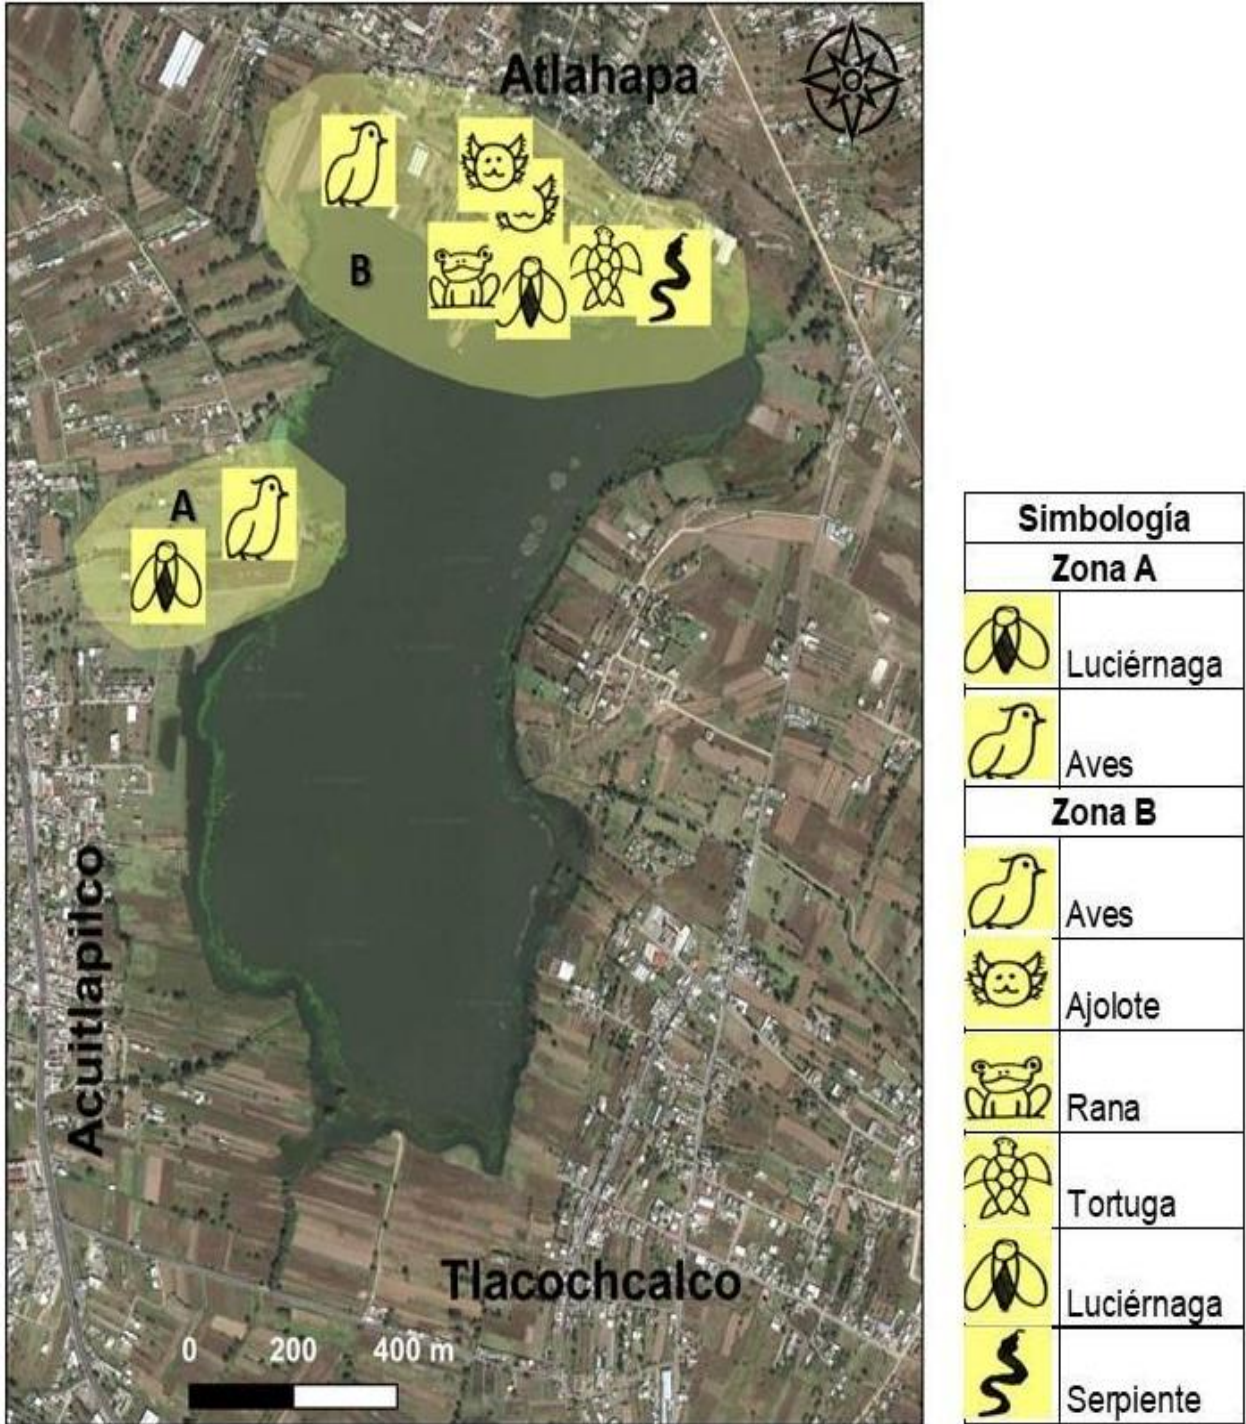 Atlahapa
B
A
Acuitlapilco
Tlacochcalco
0 200 400 m
Simbología
Zona A
Luciérnaga
Aves
Zona B
Aves
Ajolote
Rana
Tortuga
Luciérnaga
Serpiente